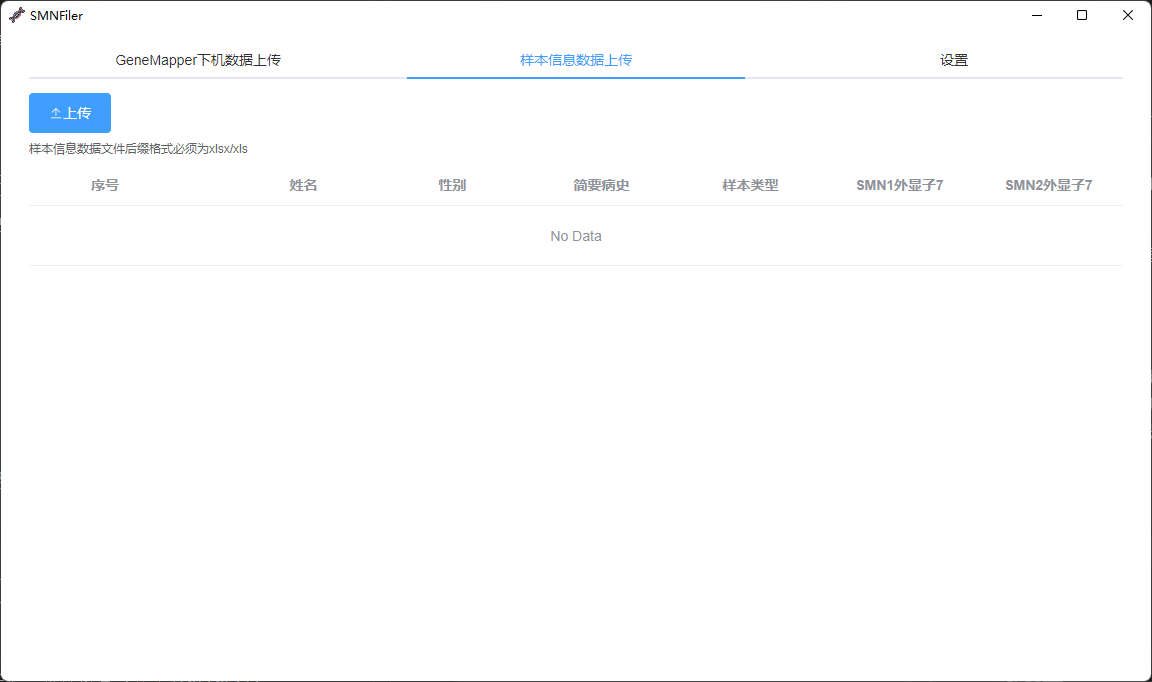 SMNFiler
GeneMapper下机数据上传 样本信息数据上传 设置
上传
样本信息数据文件后缀格式必须为xlsx/xls
序号 姓名 性别 简要病史 样本类型 SMN1外显子7 SMN2外显子7
No Data